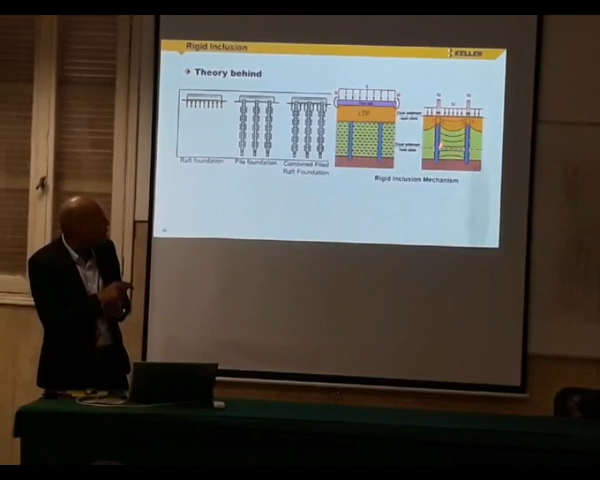 Rigid Inclusion
KELLER
Theory behind
LTP
Raft foundation
Pile foundation
Combined Piled
Raft Foundation
Rigid Inclusion Mechanism